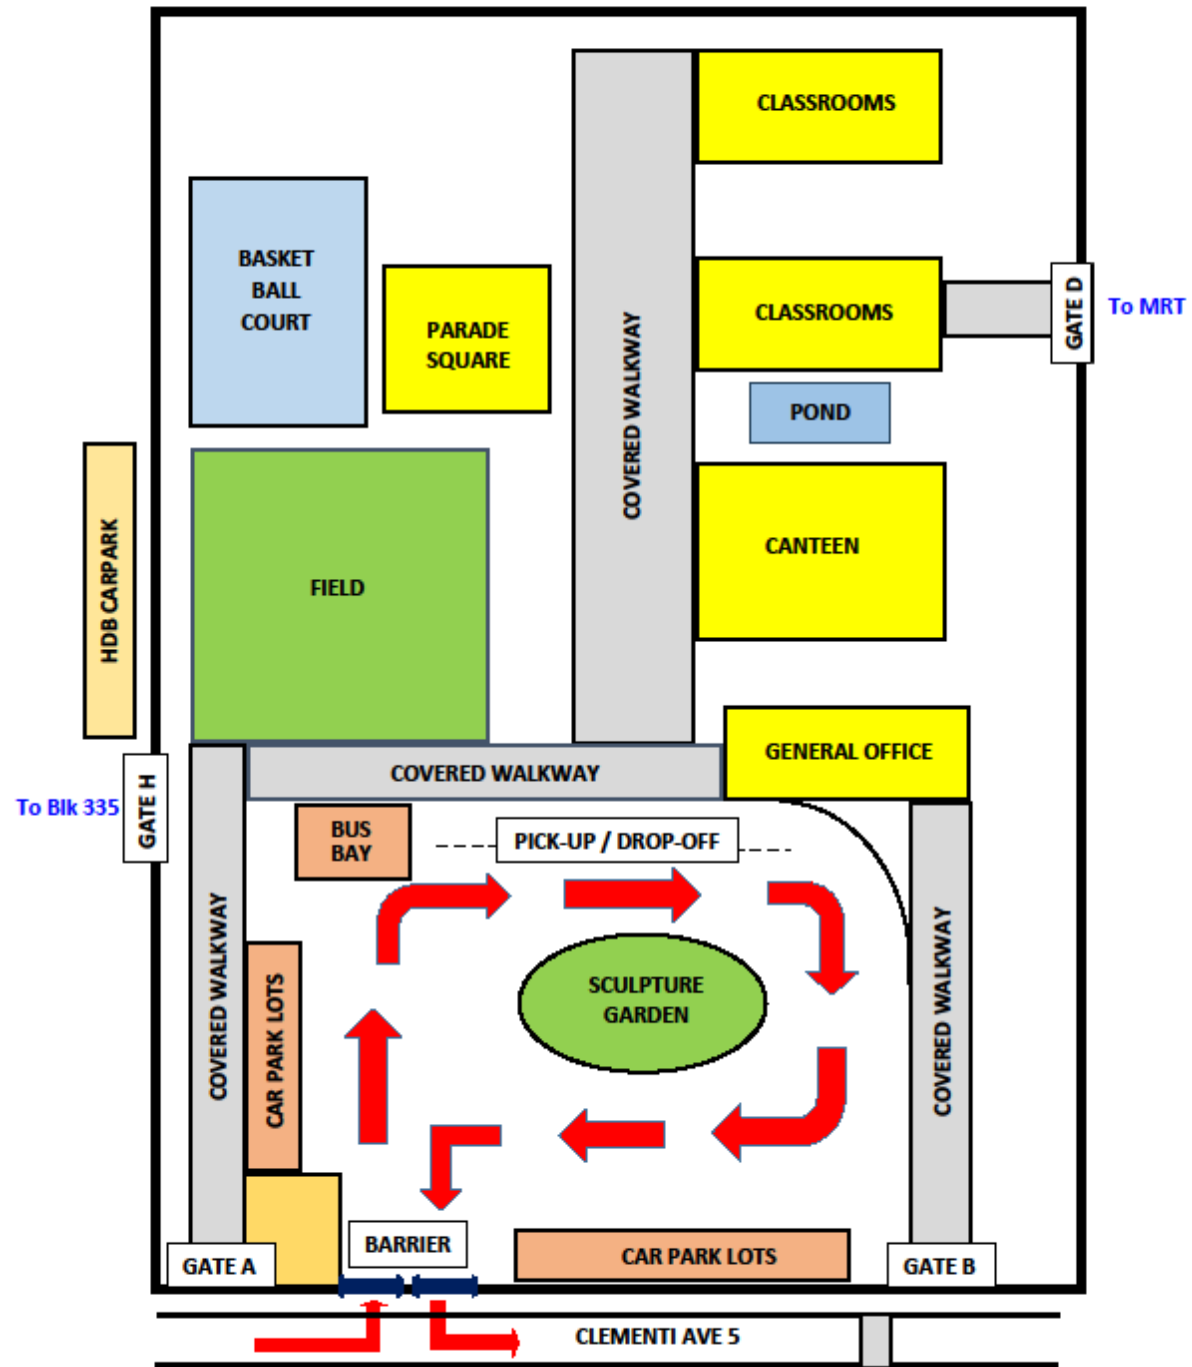 CLASSROOMS
BASKET
BALL
COURT
PARADE
SQUARE
COVERED WALKWAY
CLASSROOMS
GATE D
To MRT
POND
HDB CARPARK
FIELD
CANTEEN
GENERAL OFFICE
COVERED WALKWAY
To Blk 335
GATE H
BUS
BAY
PICK-UP / DROP-OFF
COVERED WALKWAY
CAR PARK LOTS
SCULPTURE
GARDEN
COVERED WALKWAY
GATE A
BARRIER
CAR PARK LOTS
GATE B
CLEMENTI AVE 5